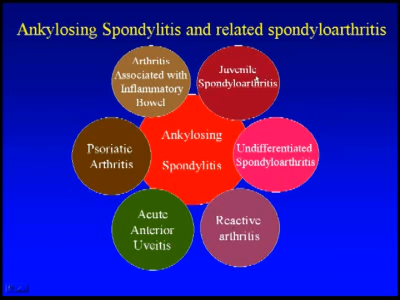 Ankylosing Spondylitis and related spondyloarthritis
Arthritis
Associated with
Inflammatory
Bowel
Juvenile
Spondyloarthritis
Psoriatic
Arthritis
Ankylosing
Spondylitis
Undifferentiated
Spondyloarthritis
Acute
Anterior
Uveitis
Reactive
arthritis